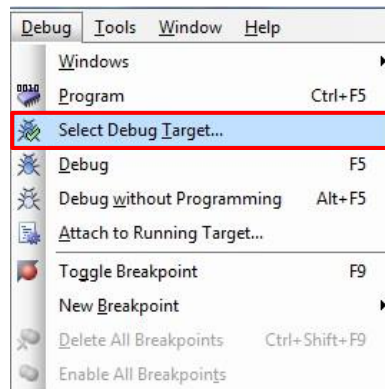 Debug Tools Window Help
Windows
0010
Program Ctrl+F5
Select Debug Target...
Debug F5
Debug without Programming Alt+F5
Attach to Running Target...
Toggle Breakpoint F9
New Breakpoint
Delete All Breakpoints Ctrl+Shift+F9
Enable All Breakpoints